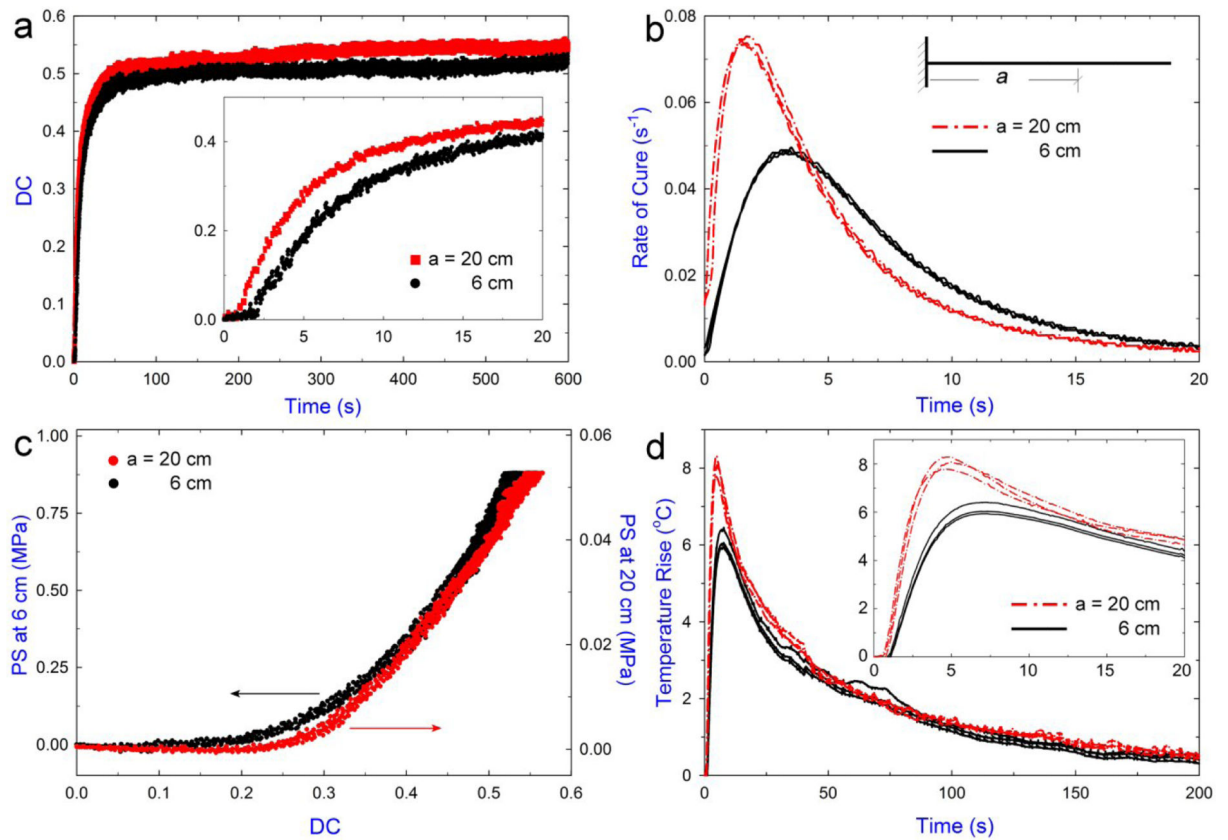 a
0.6
0.5
0.4
0.3
0.2
0.1
0.0
DC
0 100 200 300 400 500 600
Time (s)
0.4
0.2
0.0
0 5 10 15 20
a = 20 cm
6 cm
b
0.08
0.06
0.04
0.02
0.00
Rate of Cure (s-1)
0 5 10 15 20
Time (s)
a
a = 20 cm
6 cm
c
1.00
0.75
0.50
0.25
0.00
PS at 6 cm (MPa)
0.0 0.1 0.2 0.3 0.4 0.5 0.6
DC
0.06
0.04
0.02
0.00
PS at 20 cm (MPa)
a = 20 cm
6 cm
d
8
6
4
2
0
Temperature Rise (°C)
0 50 100 150 200
Time (s)
8
6
4
2
0
0 5 10 15 20
a = 20 cm
6 cm